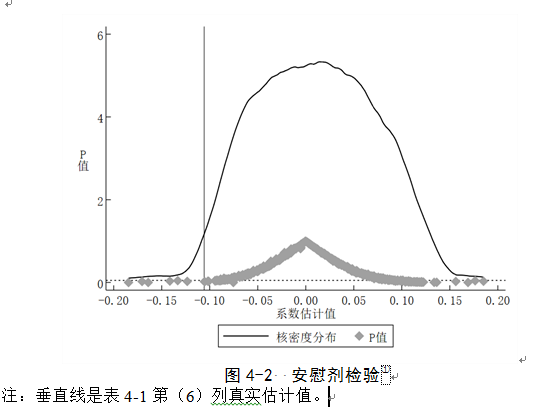 6
4
P
值
2
0
-0.20 -0.15 -0.10 -0.05 0.00 0.05 0.10 0.15 0.20
系数估计值
核密度分布 P值
图 4-2 安慰剂检验
注：垂直线是表 4-1 第（6）列真实估计值。